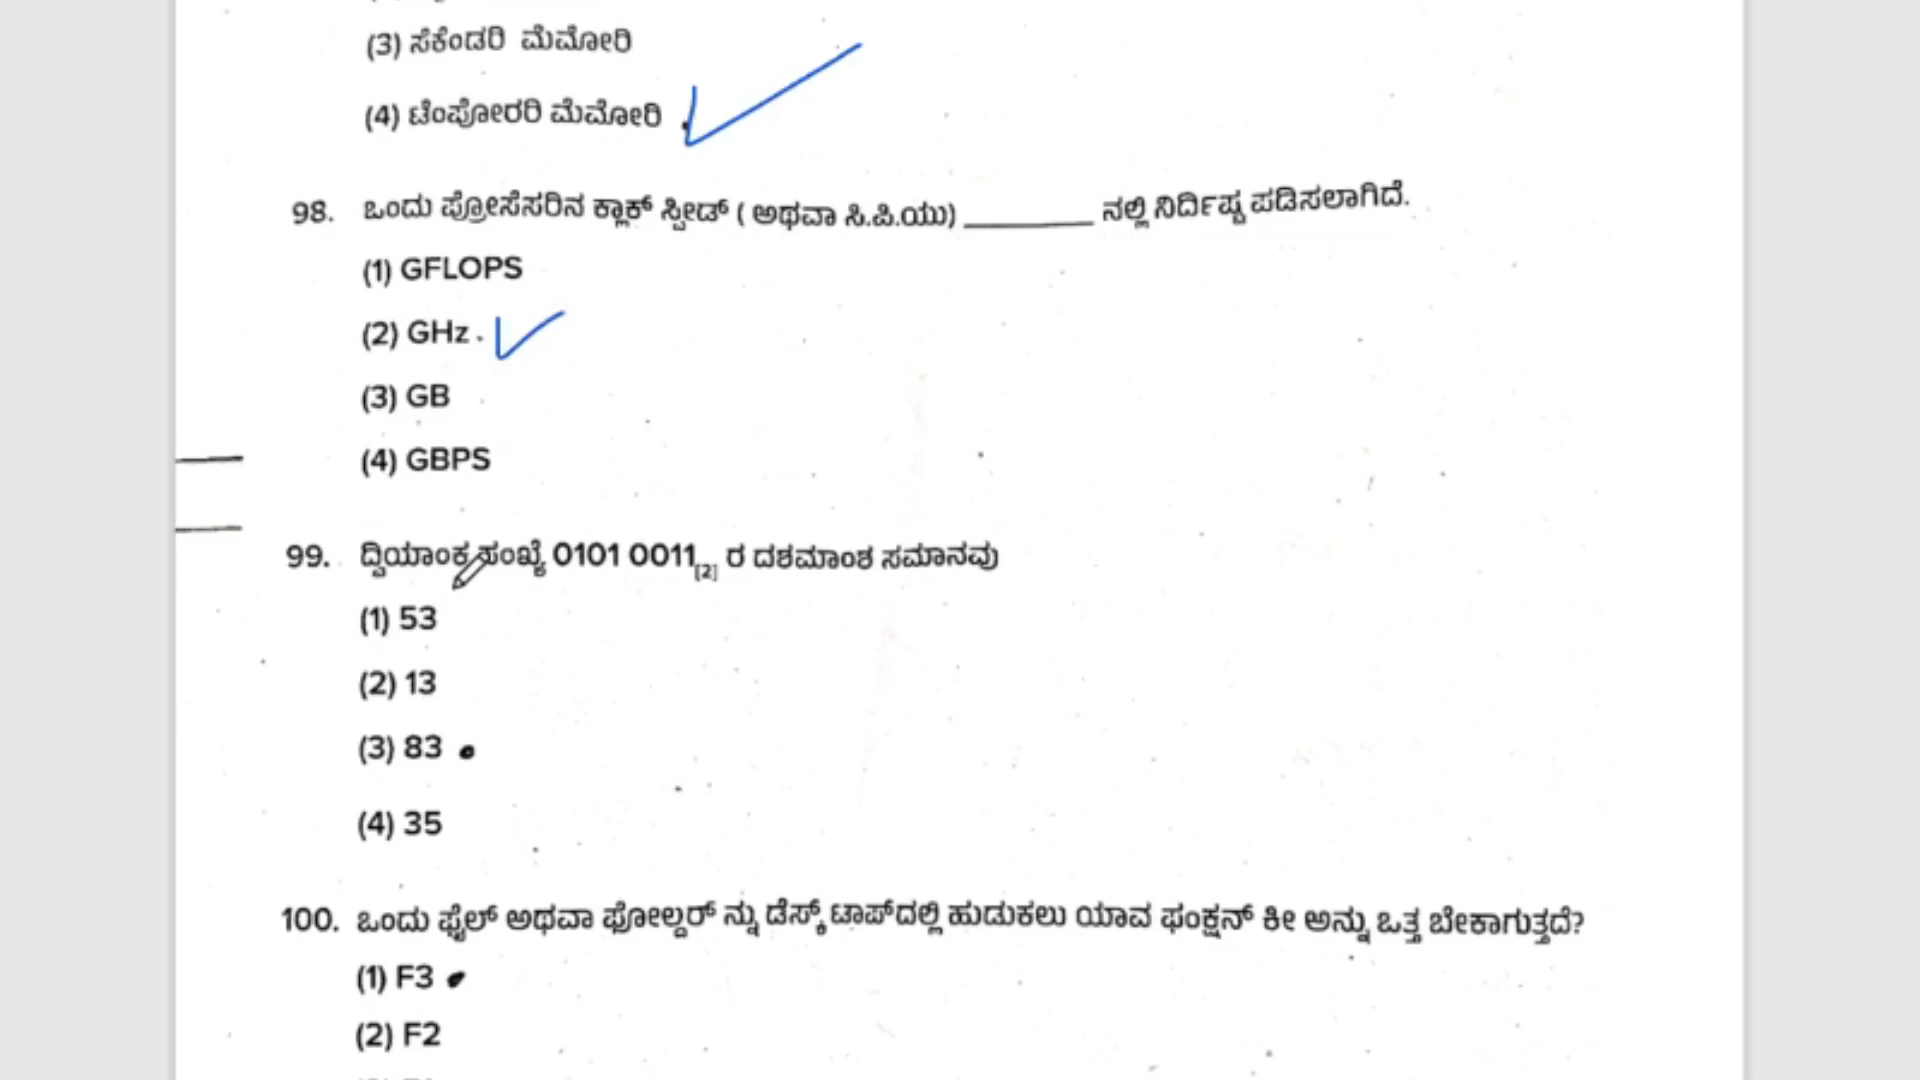 (3) ಸೆಕೆಂಡರಿ ಮೆಮೋರಿ
(4) ಟೆಂಪೋರರಿ ಮೆಮೋರಿ
98. ಒಂದು ಪ್ರೋಸೆಸರಿನ ಕ್ಲಾಕ್ ಸ್ಪೀಡ್ ( ಅಥವಾ ಸಿ.ಪಿ.ಯು) ________ ನಲ್ಲಿ ನಿರ್ದಿಷ್ಟ ಪಡಿಸಲಾಗಿದೆ.
(1) GFLOPS
(2) GHz .
(3) GB
(4) GBPS
99. ದ್ವಿಯಾಂಕ ಸಂಖ್ಯೆ 0101 0011[2] ರ ದಶಮಾಂಶ ಸಮಾನವು
(1) 53
(2) 13
(3) 83
(4) 35
100. ಒಂದು ಫೈಲ್ ಅಥವಾ ಫೋಲ್ಡರ್ ನ್ನು ಡೆಸ್ಕ್ ಟಾಪ್‌ದಲ್ಲಿ ಹುಡುಕಲು ಯಾವ ಫಂಕ್ಷನ್ ಕೀ ಅನ್ನು ಒತ್ತ ಬೇಕಾಗುತ್ತದೆ?
(1) F3
(2) F2